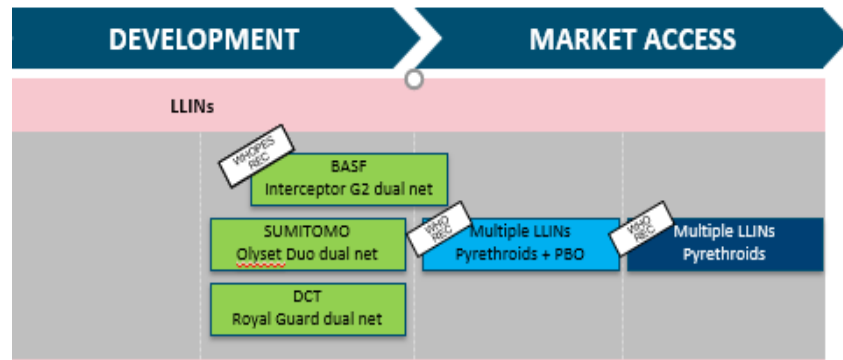 DEVELOPMENT
MARKET ACCESS
LLINs
WHOPES
REC
BASF
Interceptor G2 dual net
SUMITOMO
Olyset Duo dual net
WHO
REC
Multiple LLINs
Pyrethroids + PBO
WHO
REC
Multiple LLINs
Pyrethroids
DCT
Royal Guard dual net